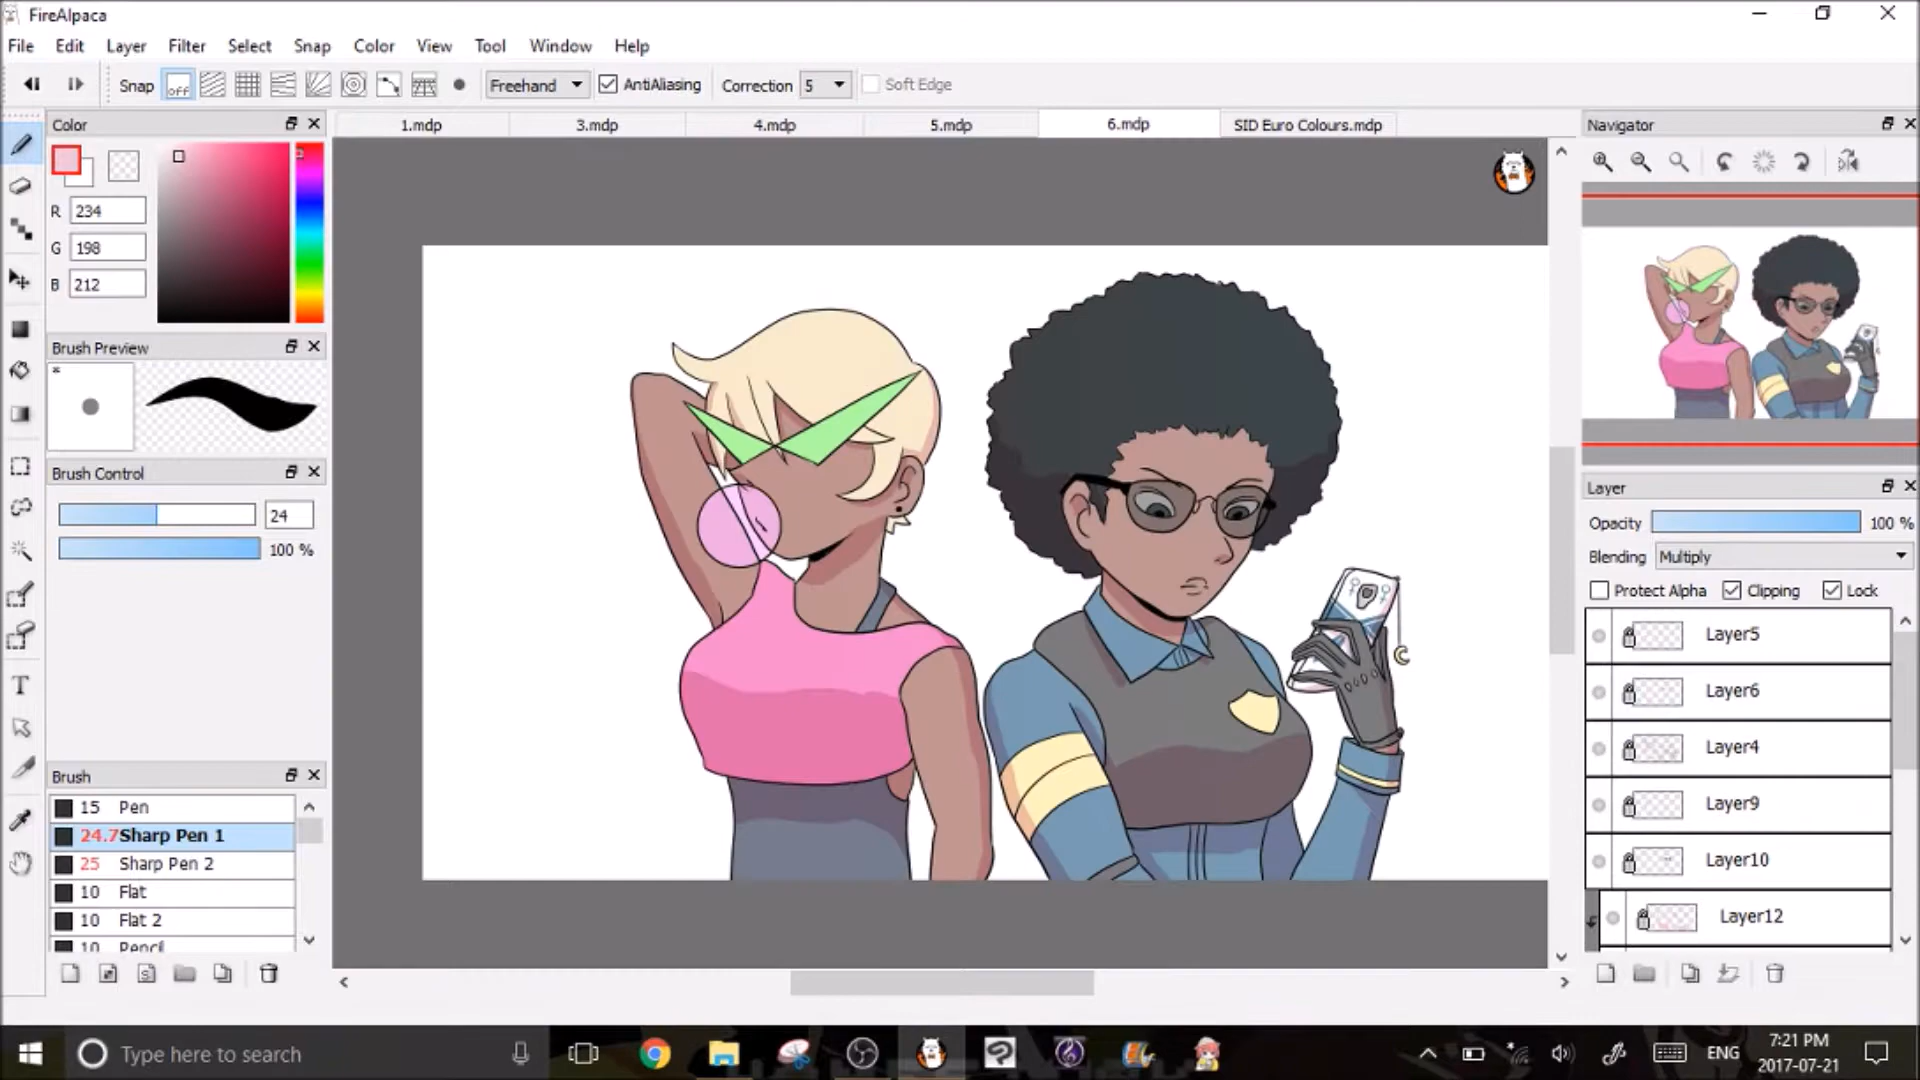 FireAlpaca
File Edit Layer Filter Select Snap Color View Tool Window Help
Snap off Freehand AntiAliasing Correction 5 Soft Edge
Color
1.mdp 3.mdp 4.mdp 5.mdp 6.mdp SID Euro Colours.mdp
Navigator
R 234
G 198
B 212
Brush Preview
Brush Control
24
100 %
Layer
Opacity 100 %
Blending Multiply
Protect Alpha Clipping Lock
Layer5
Layer6
Layer4
Layer9
Layer10
Layer12
Brush
15 Pen
24.7 Sharp Pen 1
25 Sharp Pen 2
10 Flat
10 Flat 2
10 Pencil
T
Type here to search
ENG
7:21 PM
2017-07-21